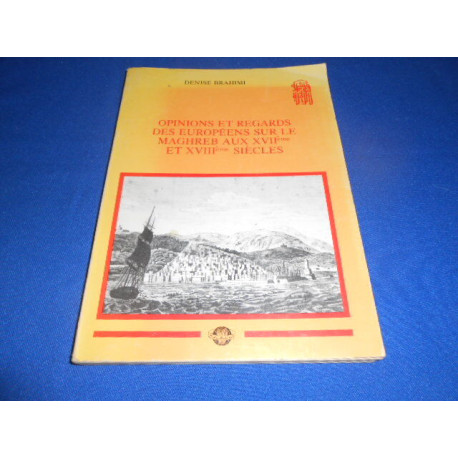 DENISE BRAHIMI
OPINIONS ET REGARDS
DES EUROPÉENS SUR LE
MAGHREB AUX XVIIème
ET XVIIIème SIÈCLES